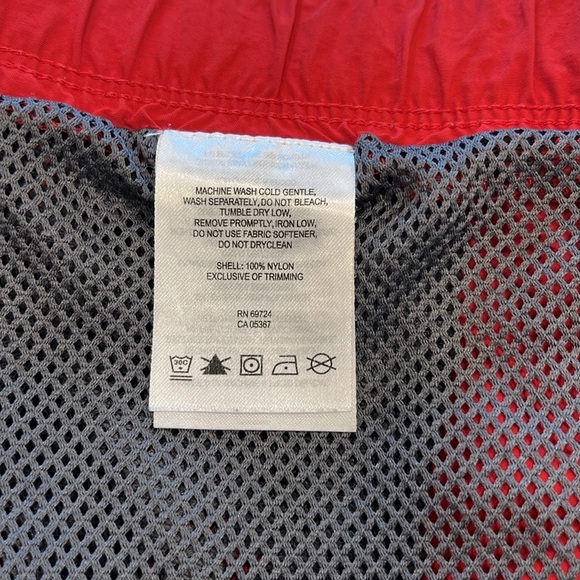 MACHINE WASH COLD GENTLE,
WASH SEPARATELY, DO NOT BLEACH,
TUMBLE DRY LOW,
REMOVE PROMPTLY, IRON LOW,
DO NOT USE FABRIC SOFTENER,
DO NOT DRYCLEAN
SHELL: 100% NYLON
EXCLUSIVE OF TRIMMING
RN 69724
CA 05367
30C